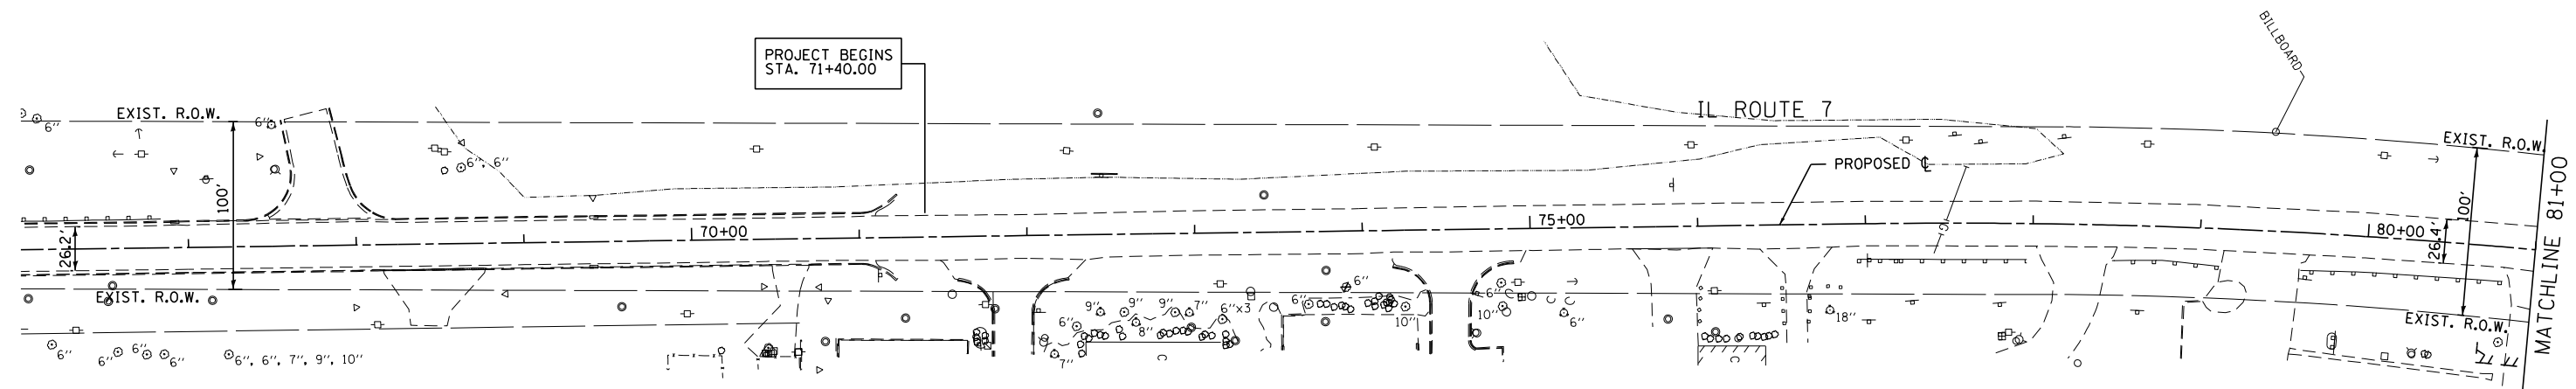 BILLBOARD
PROJECT BEGINS
STA. 71+40.00
EXIST. R.O.W.
IL ROUTE 7
6"
6"
EXIST. R.O.W.
6", 6"
PROPOSED ℄
100'
100'
MATCHLINE 81+00
26.2'
70+00
75+00
80+00
26.4'
EXIST. R.O.W.
6"
6"
6"
9"
9"
9"
7"
6"x3
6"
8"
10"
10"
6"
18"
EXIST. R.O.W.
6"
6"
6"
6"
6", 6", 7", 9", 10"
7"